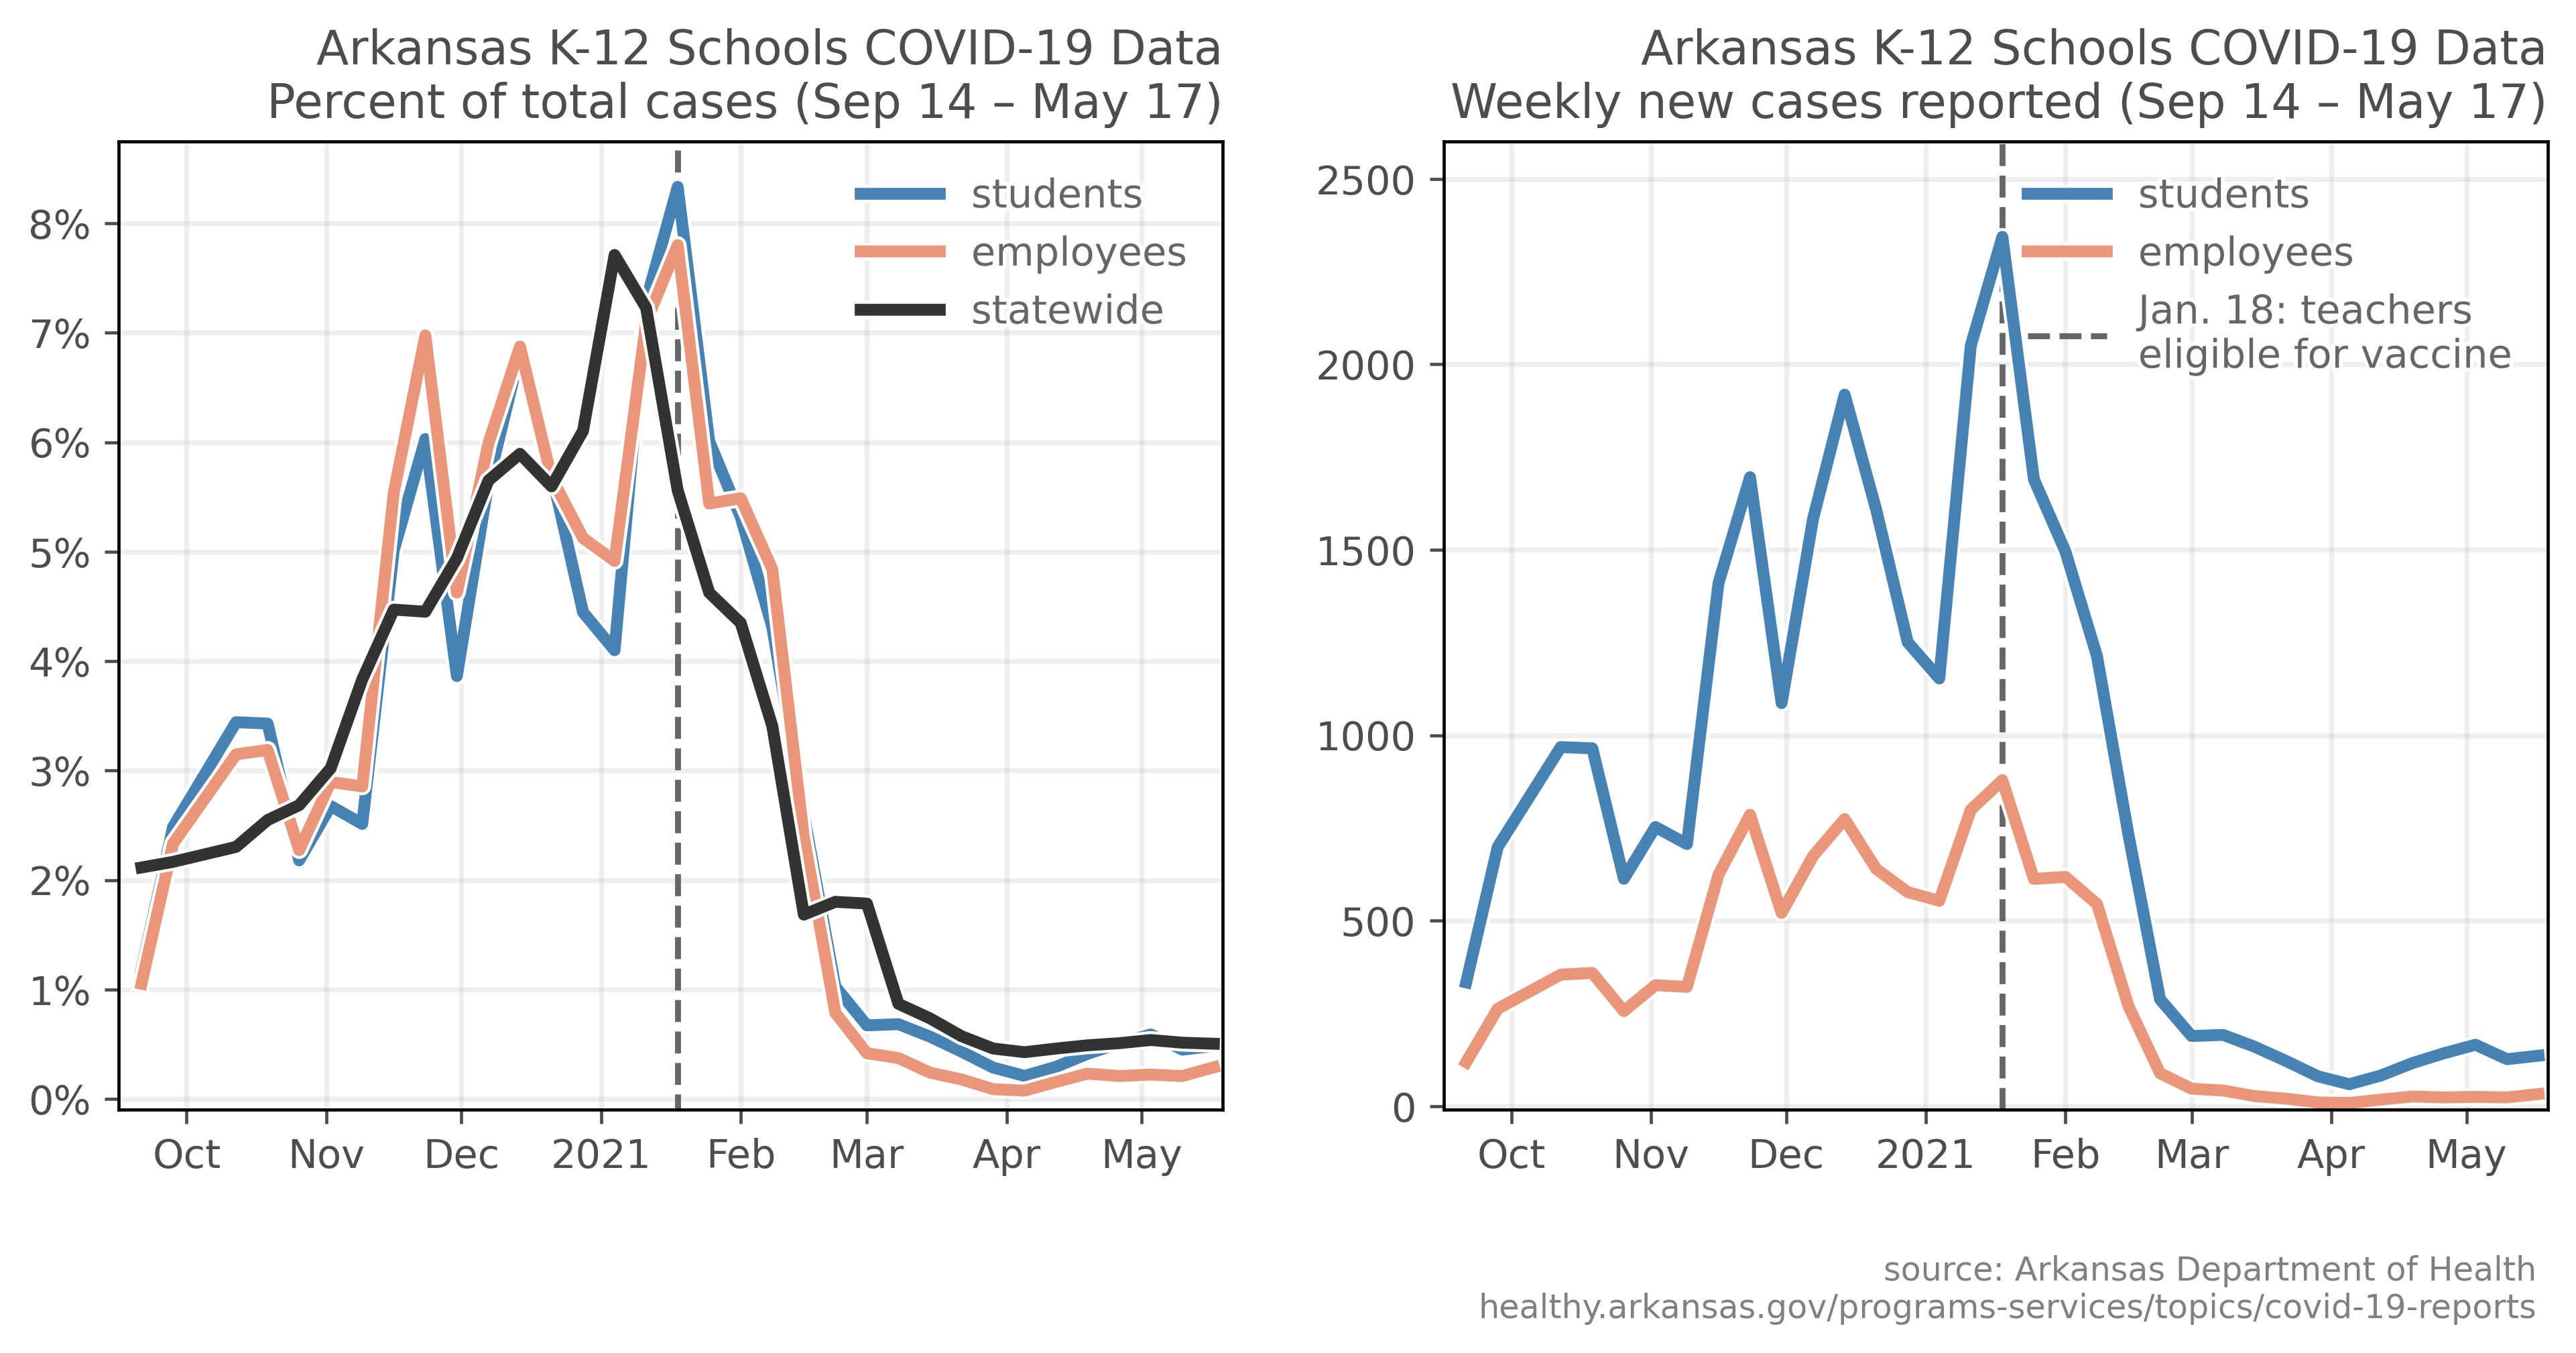 Arkansas K-12 Schools COVID-19 Data
Percent of total cases (Sep 14 – May 17)
8%
7%
6%
5%
4%
3%
2%
1%
0%
Oct Nov Dec 2021 Feb Mar Apr May
students
employees
statewide
Arkansas K-12 Schools COVID-19 Data
Weekly new cases reported (Sep 14 – May 17)
2500
2000
1500
1000
500
0
Oct Nov Dec 2021 Feb Mar Apr May
students
employees
Jan. 18: teachers
eligible for vaccine
source: Arkansas Department of Health
healthy.arkansas.gov/programs-services/topics/covid-19-reports